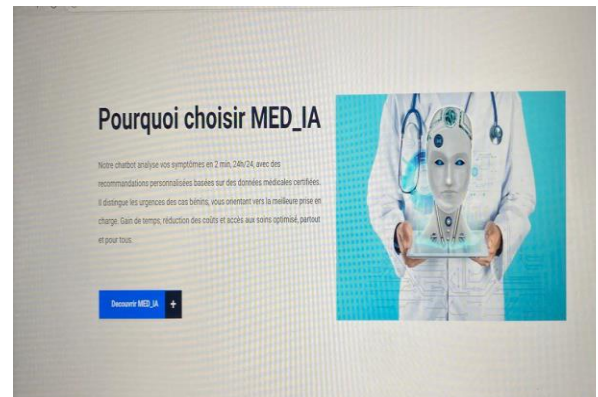 Pourquoi choisir MED_IA
Notre chatbot analyse vos symptômes en 2 min, 24h/24, avec des
recommandations personnalisées basées sur des données médicales certifiées.
Il distingue les urgences des cas bénins, vous orientant vers la meilleure prise en
charge. Gain de temps, réduction des coûts et accès aux soins optimisé, partout
et pour tous.
Decouvrir MED_IA +